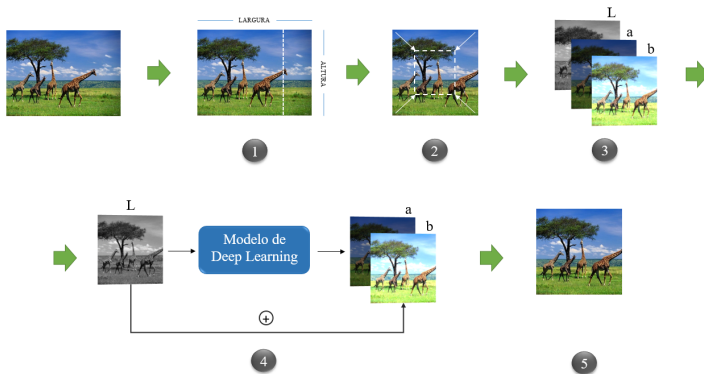 LARGURA
ALTURA
1
2
L
a
b
3
L
Modelo de
Deep Learning
a
b
+
4
5